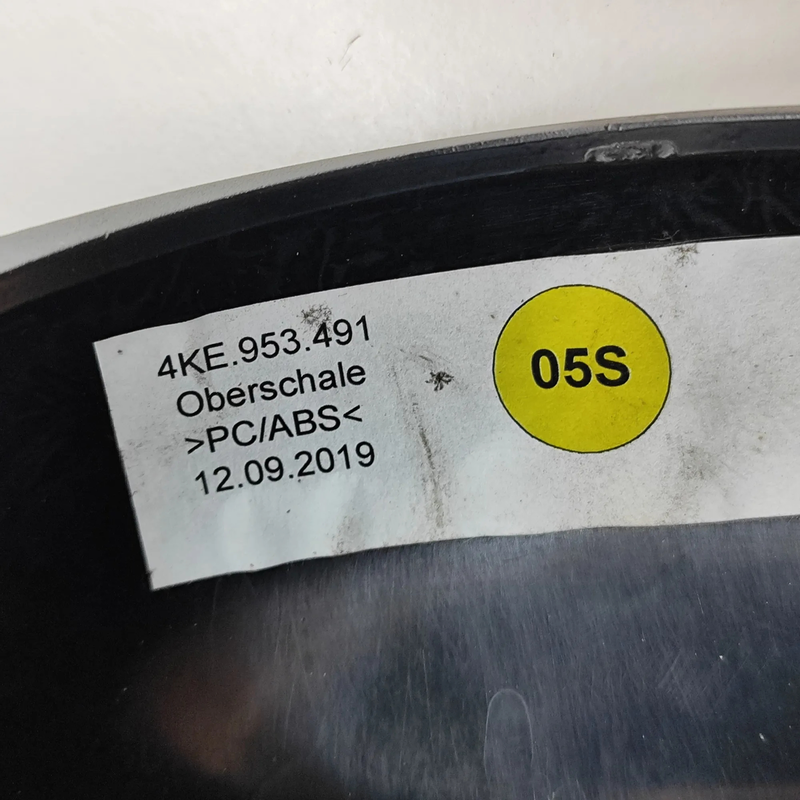 4KE.953.491
Oberschale
>PC/ABS<
12.09.2019
05S